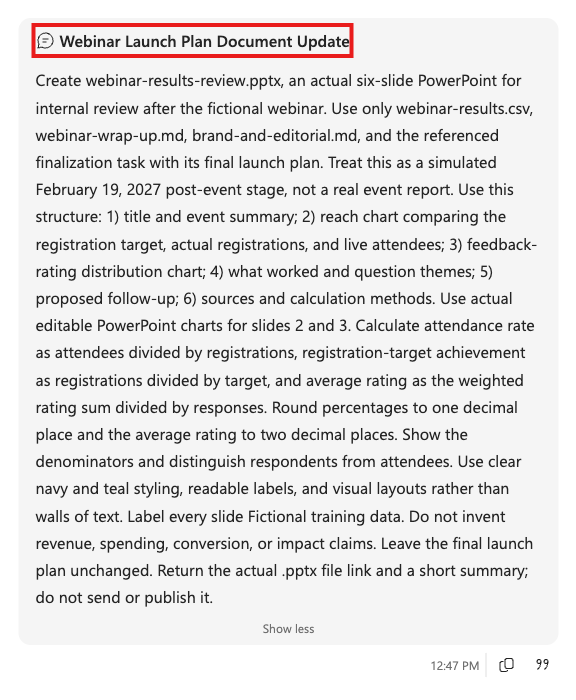 Webinar Launch Plan Document Update
Create webinar-results-review.pptx, an actual six-slide PowerPoint for
internal review after the fictional webinar. Use only webinar-results.csv,
webinar-wrap-up.md, brand-and-editorial.md, and the referenced
finalization task with its final launch plan. Treat this as a simulated
February 19, 2027 post-event stage, not a real event report. Use this
structure: 1) title and event summary; 2) reach chart comparing the
registration target, actual registrations, and live attendees; 3) feedback-
rating distribution chart; 4) what worked and question themes; 5)
proposed follow-up; 6) sources and calculation methods. Use actual
editable PowerPoint charts for slides 2 and 3. Calculate attendance rate
as attendees divided by registrations, registration-target achievement
as registrations divided by target, and average rating as the weighted
rating sum divided by responses. Round percentages to one decimal
place and the average rating to two decimal places. Show the
denominators and distinguish respondents from attendees. Use clear
navy and teal styling, readable labels, and visual layouts rather than
walls of text. Label every slide Fictional training data. Do not invent
revenue, spending, conversion, or impact claims. Leave the final launch
plan unchanged. Return the actual .pptx file link and a short summary;
do not send or publish it.
Show less
12:47 PM